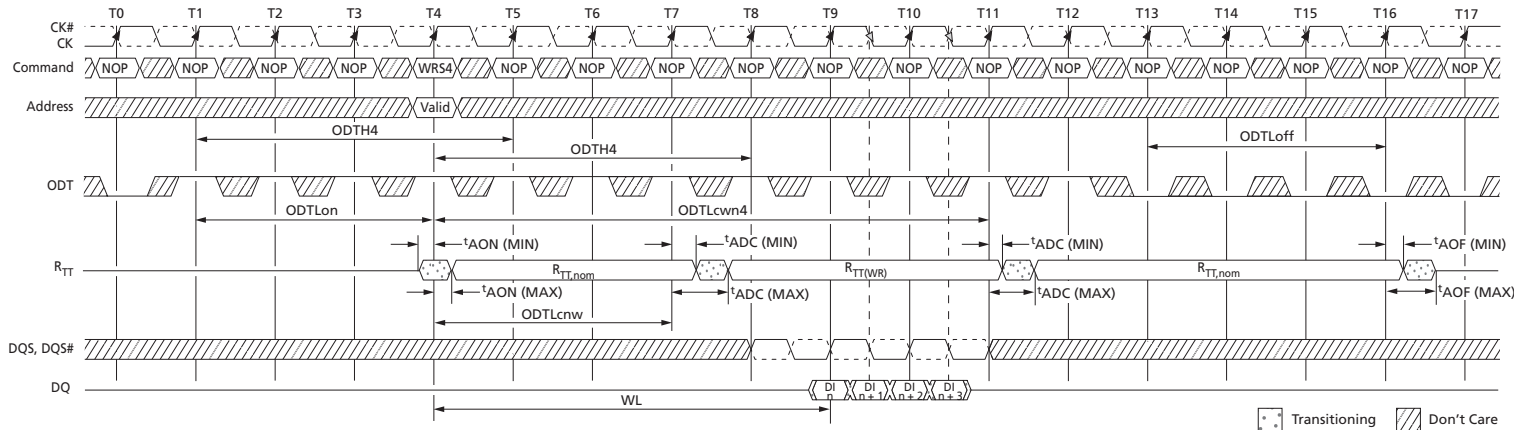 T0 T1 T2 T3 T4 T5 T6 T7 T8 T9 T10 T11 T12 T13 T14 T15 T16 T17
CK#
CK
Command NOP NOP NOP NOP WRS4 NOP NOP NOP NOP NOP NOP NOP NOP NOP NOP NOP NOP NOP
Address Valid
ODTH4 ODTLoff
ODTH4
ODT
ODTLon ODTLcwn4
tAON (MIN) tADC (MIN) tADC (MIN) tAOF (MIN)
RTT RTT,nom RTT(WR) RTT,nom
tAON (MAX) tADC (MAX) tADC (MAX) tAOF (MAX)
ODTLcnw
DQS, DQS#
DQ DI n DI n + 1 DI n + 2 DI n + 3
WL
Transitioning Don't Care